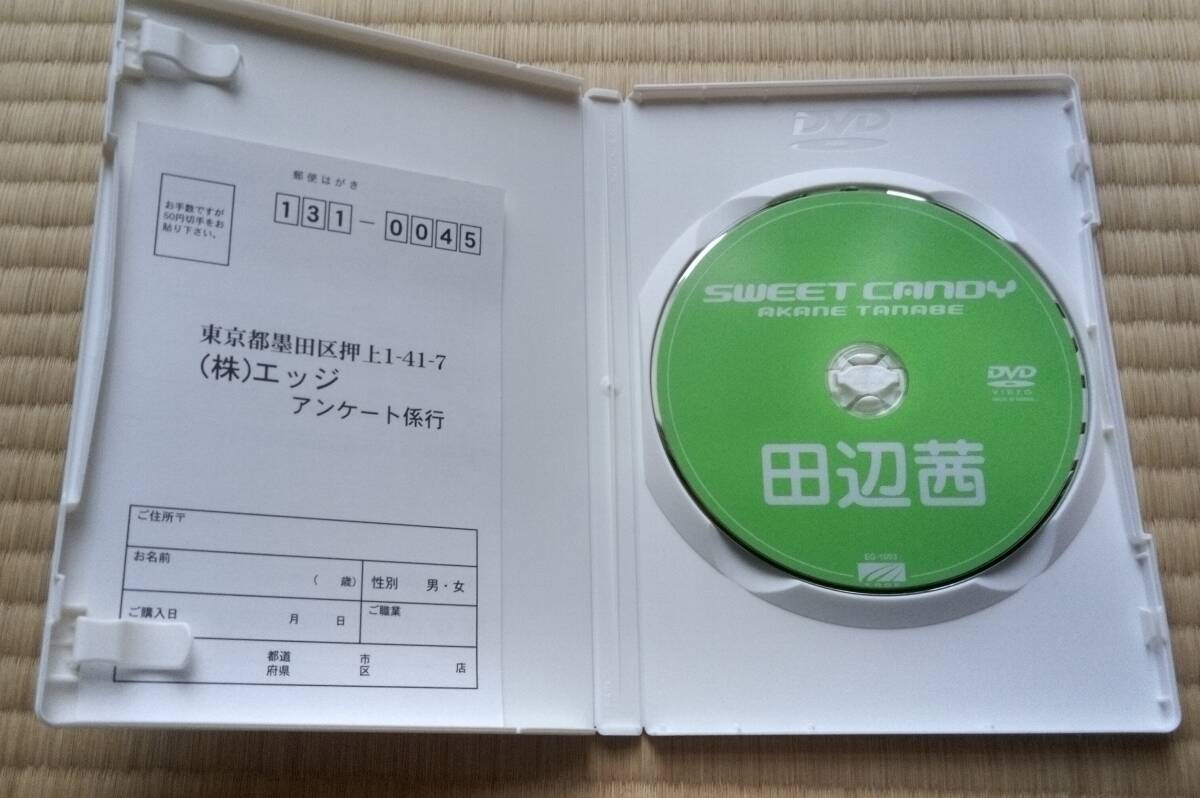 郵便はがき
お手数ですが
50円切手をお
貼り下さい。
131-0045
東京都墨田区押上1-41-7
(株)エッジ
アンケート係行
ご住所〒
お名前
( 歳)
性別 男・女
ご購入日
月 日
ご職業
都道 市
府県 区 店
DVD
SWEET CANDY
AKANE TANABE
DVD
VIDEO
田辺茜
EG-1003